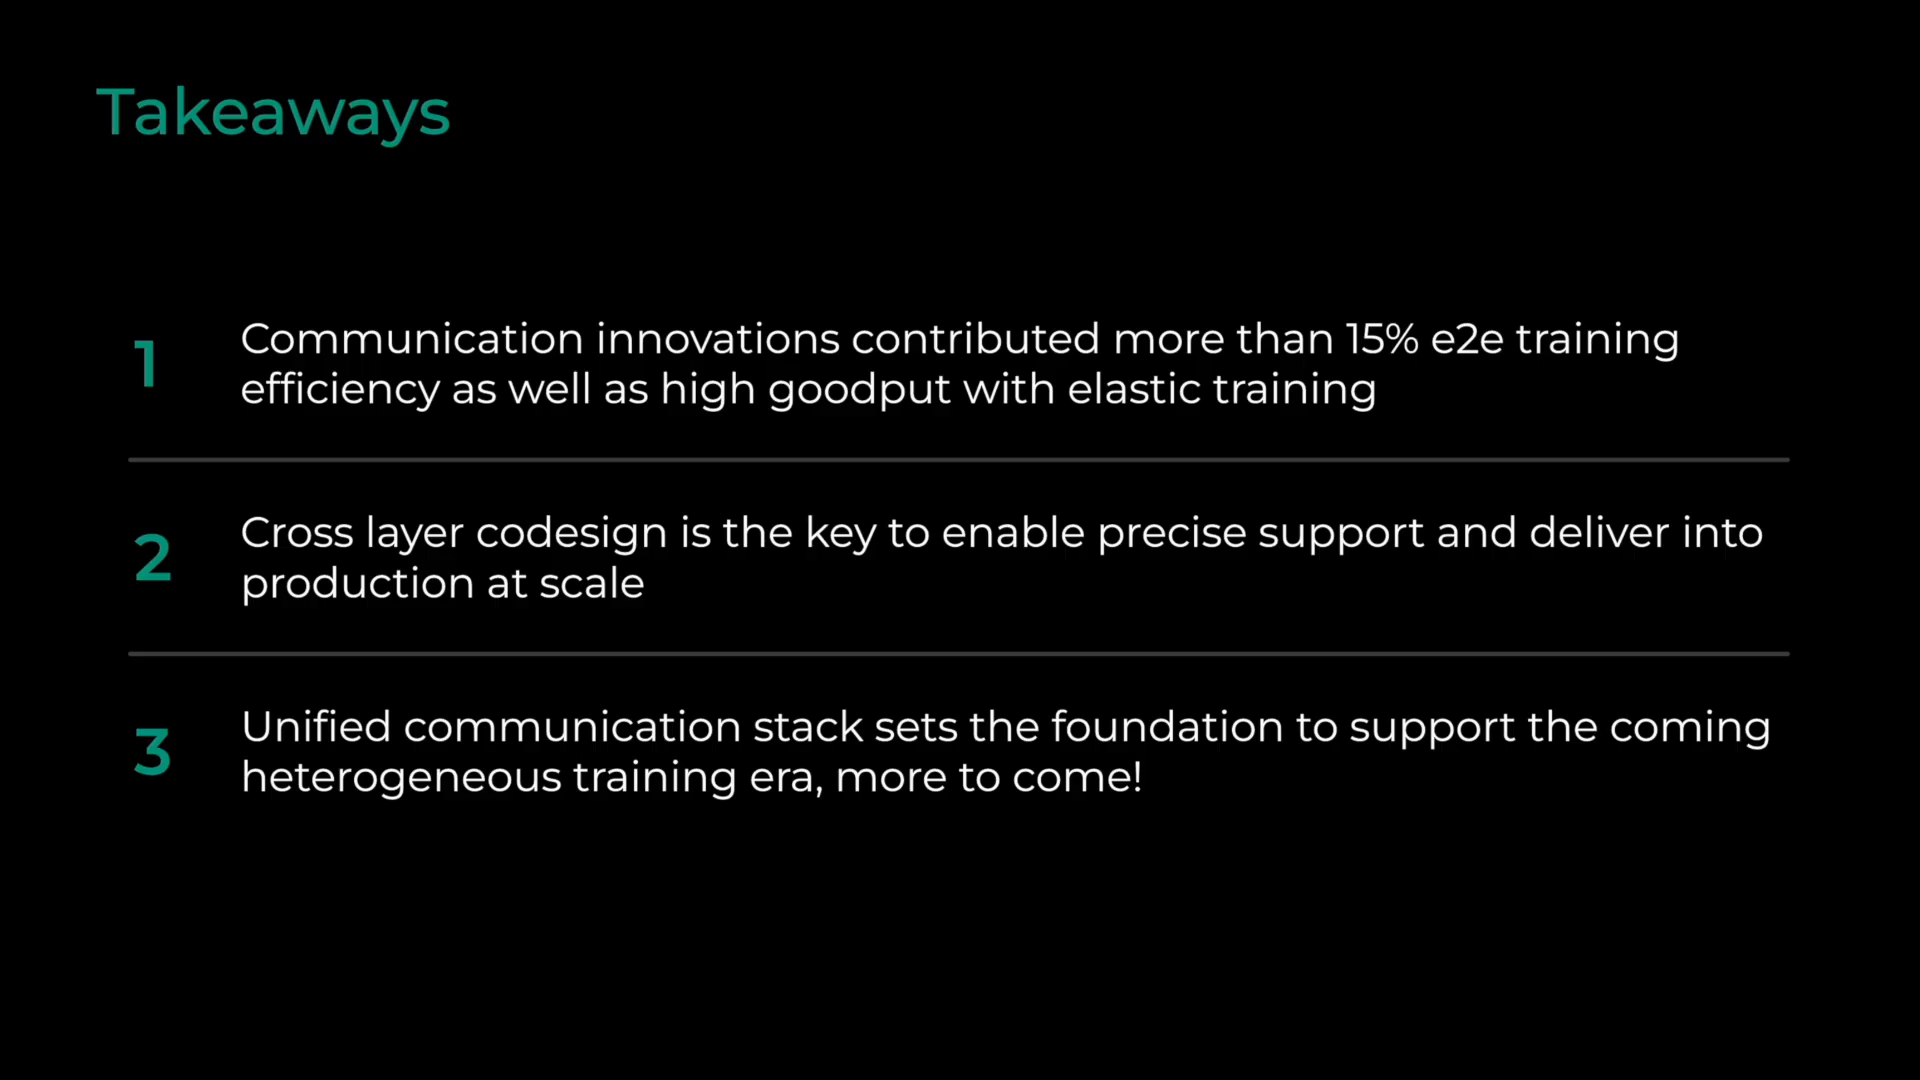 Takeaways
1
Communication innovations contributed more than 15% e2e training
efficiency as well as high goodput with elastic training
2
Cross layer codesign is the key to enable precise support and deliver into
production at scale
3
Unified communication stack sets the foundation to support the coming
heterogeneous training era, more to come!